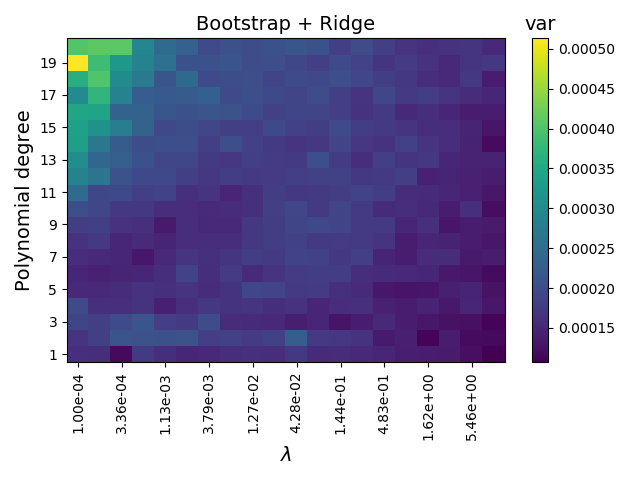 Bootstrap + Ridge
var
Polynomial degree
19
17
15
13
11
9
7
5
3
1
1.00e-04
3.36e-04
1.13e-03
3.79e-03
1.27e-02
4.28e-02
1.44e-01
4.83e-01
1.62e+00
5.46e+00
λ
0.00050
0.00045
0.00040
0.00035
0.00030
0.00025
0.00020
0.00015